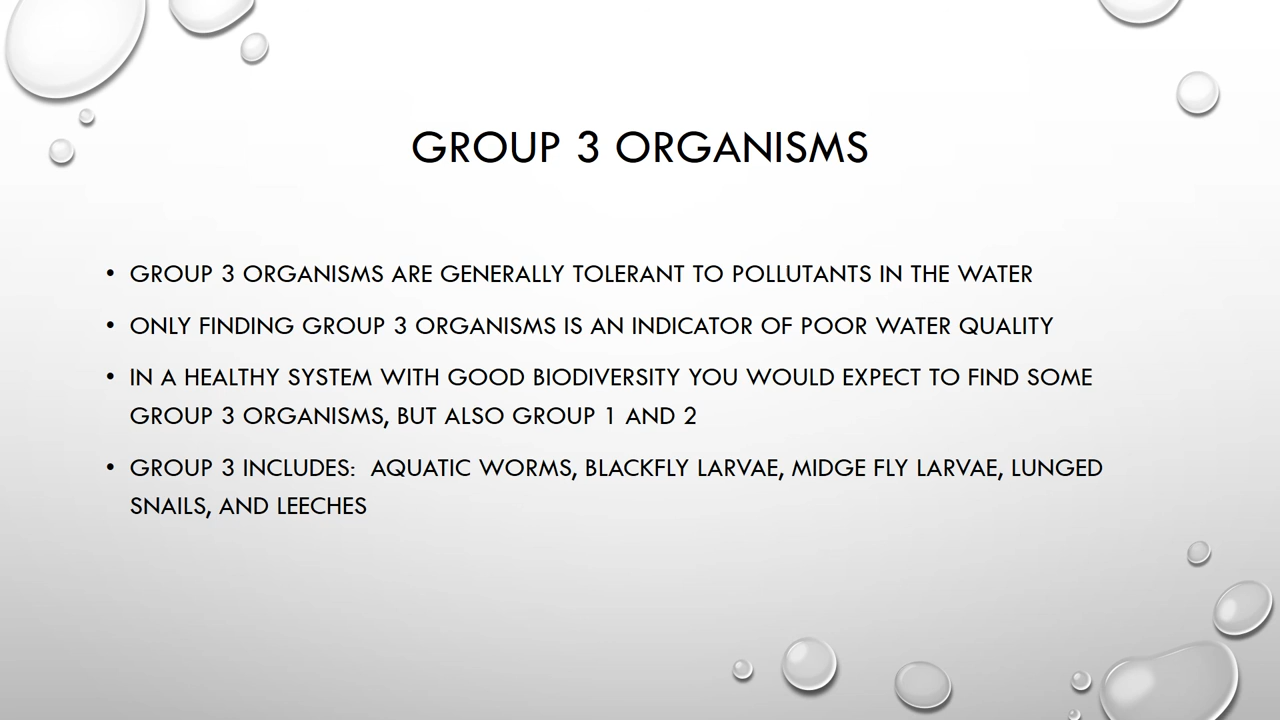 GROUP 3 ORGANISMS
• GROUP 3 ORGANISMS ARE GENERALLY TOLERANT TO POLLUTANTS IN THE WATER
• ONLY FINDING GROUP 3 ORGANISMS IS AN INDICATOR OF POOR WATER QUALITY
• IN A HEALTHY SYSTEM WITH GOOD BIODIVERSITY YOU WOULD EXPECT TO FIND SOME
GROUP 3 ORGANISMS, BUT ALSO GROUP 1 AND 2
• GROUP 3 INCLUDES:  AQUATIC WORMS, BLACKFLY LARVAE, MIDGE FLY LARVAE, LUNGED
SNAILS, AND LEECHES